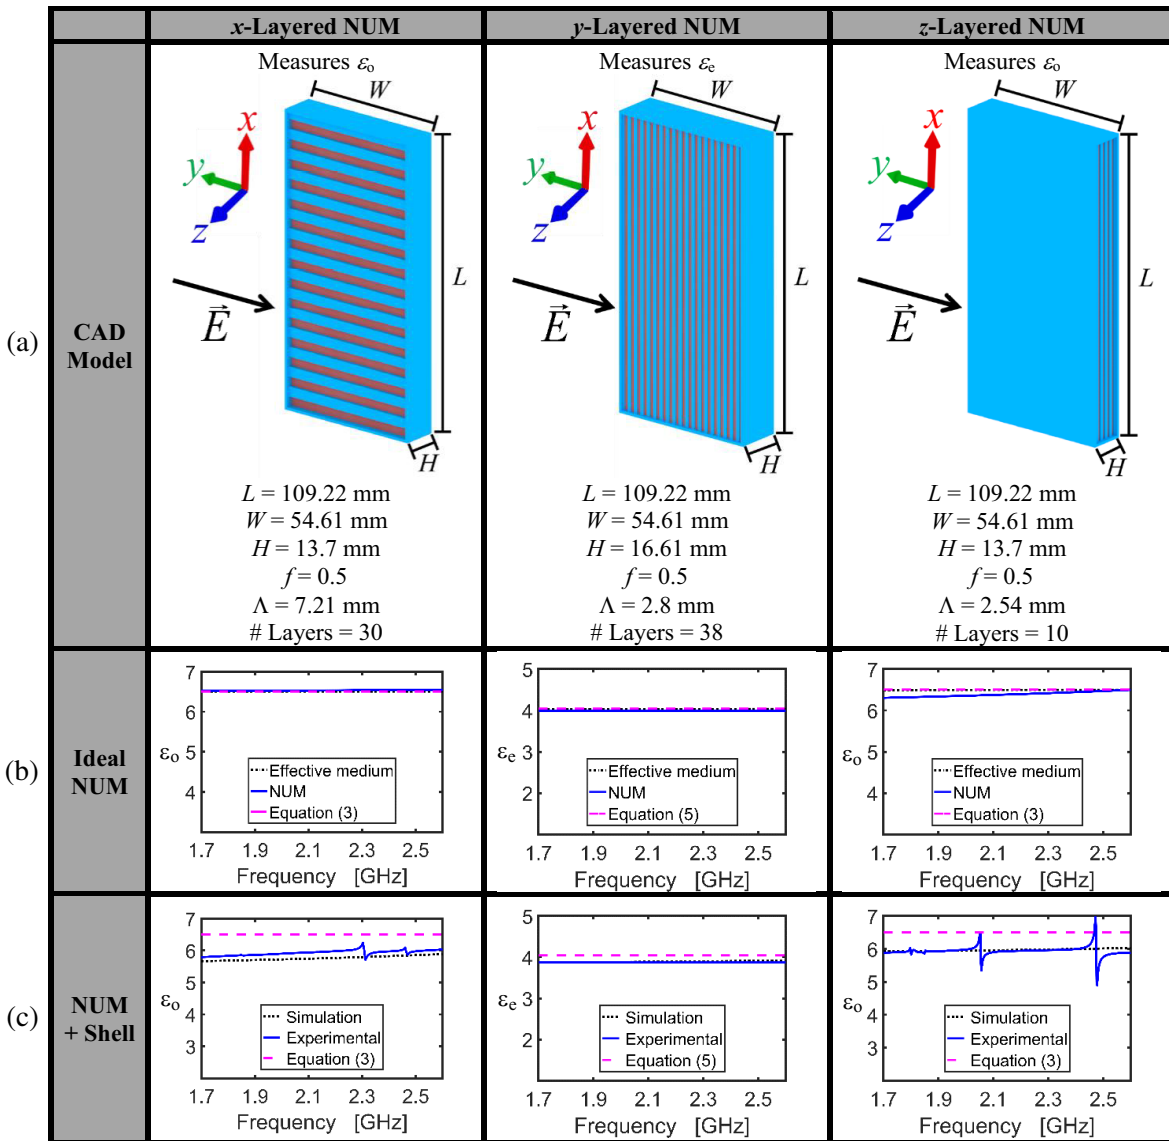 x-Layered NUM
y-Layered NUM
z-Layered NUM
(a)
CAD
Model
Measures εo
W
x
y
z
L
E⃗
H
L = 109.22 mm
W = 54.61 mm
H = 13.7 mm
f = 0.5
Λ = 7.21 mm
# Layers = 30
Measures εe
W
x
y
z
L
E⃗
H
L = 109.22 mm
W = 54.61 mm
H = 16.61 mm
f = 0.5
Λ = 2.8 mm
# Layers = 38
Measures εo
W
x
y
z
L
E⃗
H
L = 109.22 mm
W = 54.61 mm
H = 13.7 mm
f = 0.5
Λ = 2.54 mm
# Layers = 10
(b)
Ideal
NUM
7
6
5
4
εo
Effective medium
NUM
Equation (3)
1.7 1.9 2.1 2.3 2.5
Frequency [GHz]
5
4
3
2
εe
Effective medium
NUM
Equation (5)
1.7 1.9 2.1 2.3 2.5
Frequency [GHz]
7
6
5
4
εo
Effective medium
NUM
Equation (3)
1.7 1.9 2.1 2.3 2.5
Frequency [GHz]
(c)
NUM
+ Shell
7
6
5
4
3
εo
Simulation
Experimental
Equation (3)
1.7 1.9 2.1 2.3 2.5
Frequency [GHz]
5
4
3
2
εe
Simulation
Experimental
Equation (5)
1.7 1.9 2.1 2.3 2.5
Frequency [GHz]
7
6
5
4
3
εo
Simulation
Experimental
Equation (3)
1.7 1.9 2.1 2.3 2.5
Frequency [GHz]